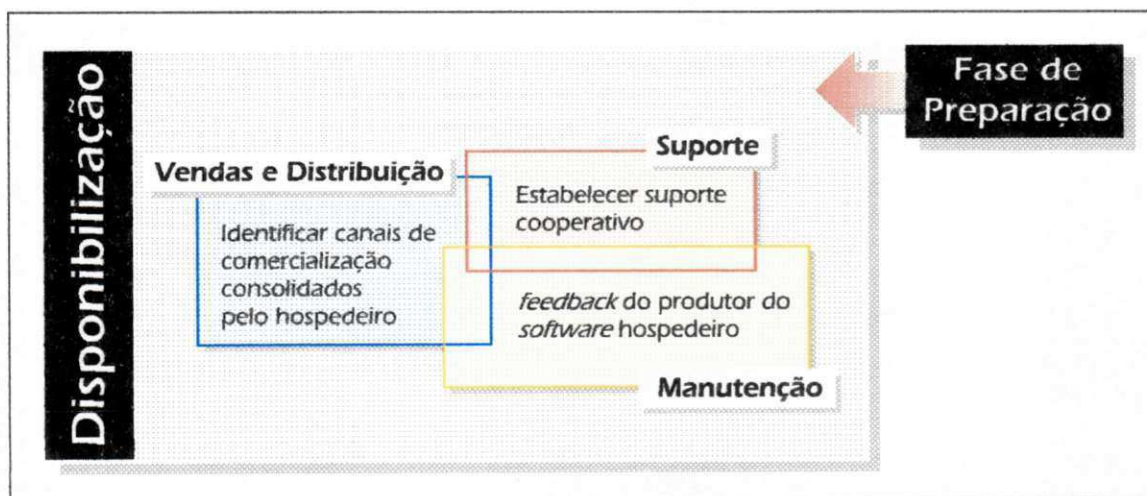 Disponibilização
Fase de
Preparação
Vendas e Distribuição
Identificar canais de
comercialização
consolidados
pelo hospedeiro
Suporte
Estabelecer suporte
cooperativo
feedback do produtor do
software hospedeiro
Manutenção